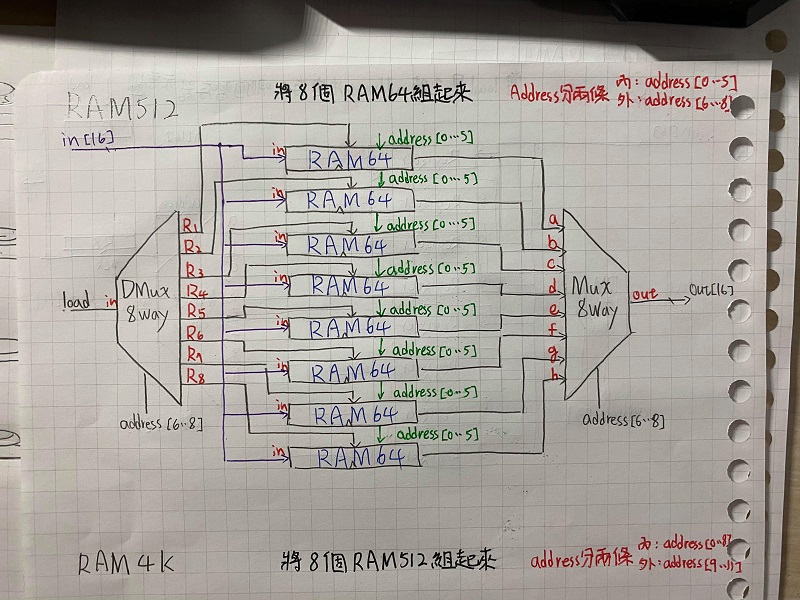 RAM512
將8個RAM64組起來
Address分兩條 內: address[0..5]
外: address[6..8]
in[16]
address[0...5]
in RAM64
address[0...5]
in RAM64
address[0...5]
in RAM64
address[0...5]
in RAM64
address[0...5]
in RAM64
address[0...5]
in RAM64
address[0...5]
in RAM64
address[0...5]
in RAM64
load in
DMux
8way
R1
R2
R3
R4
R5
R6
R7
R8
address[6..8]
a
b
c
d
e
f
g
h
Mux
8way
out
out[16]
address[6..8]
RAM4K
將8個RAM512組起來
address分兩條 內: address[0..8]
外: address[9..11]